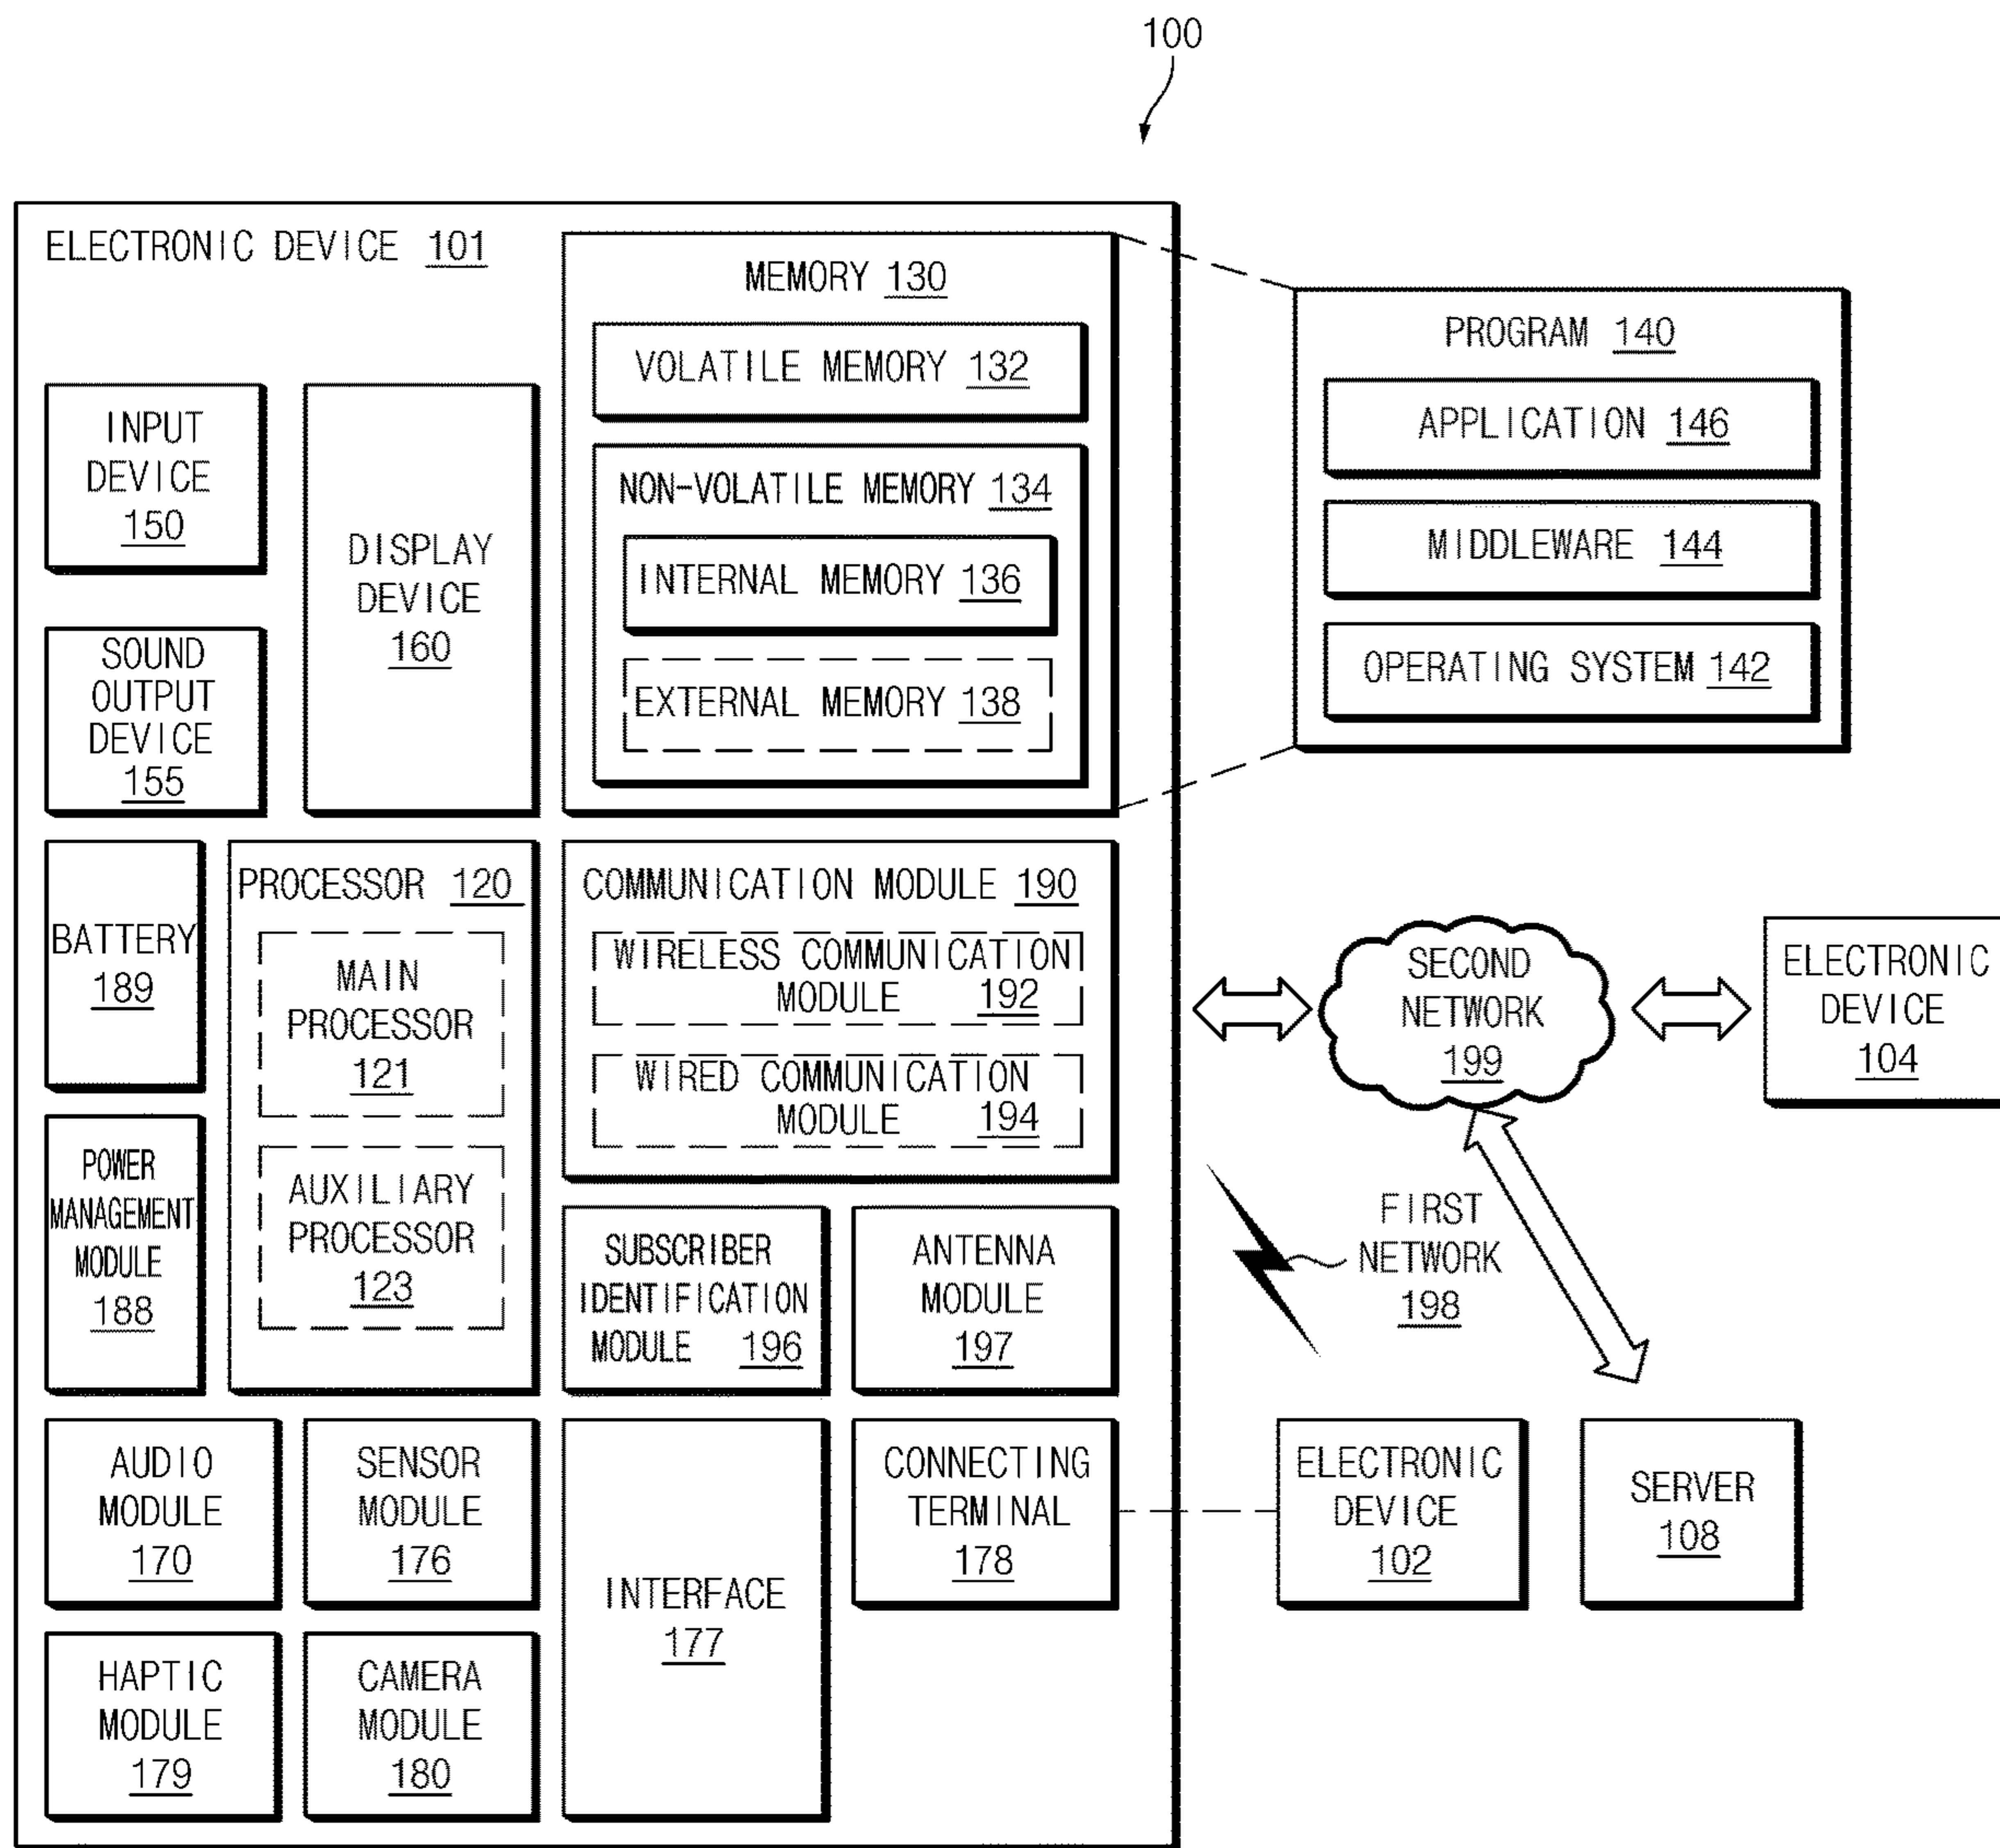 100
ELECTRONIC DEVICE 101
MEMORY 130
VOLATILE MEMORY 132
NON-VOLATILE MEMORY 134
INTERNAL MEMORY 136
EXTERNAL MEMORY 138
PROGRAM 140
APPLICATION 146
MIDDLEWARE 144
OPERATING SYSTEM 142
INPUT
DEVICE
150
DISPLAY
DEVICE
160
SOUND
OUTPUT
DEVICE
155
BATTERY
189
PROCESSOR 120
MAIN
PROCESSOR
121
AUXILIARY
PROCESSOR
123
COMMUNICATION MODULE 190
WIRELESS COMMUNICATION
MODULE 192
WIRED COMMUNICATION
MODULE 194
SECOND
NETWORK
199
ELECTRONIC
DEVICE
104
POWER
MANAGEMENT
MODULE
188
SUBSCRIBER
IDENTIFICATION
MODULE 196
ANTENNA
MODULE
197
FIRST
NETWORK
198
AUDIO
MODULE
170
SENSOR
MODULE
176
INTERFACE
177
CONNECTING
TERMINAL
178
ELECTRONIC
DEVICE
102
SERVER
108
HAPTIC
MODULE
179
CAMERA
MODULE
180